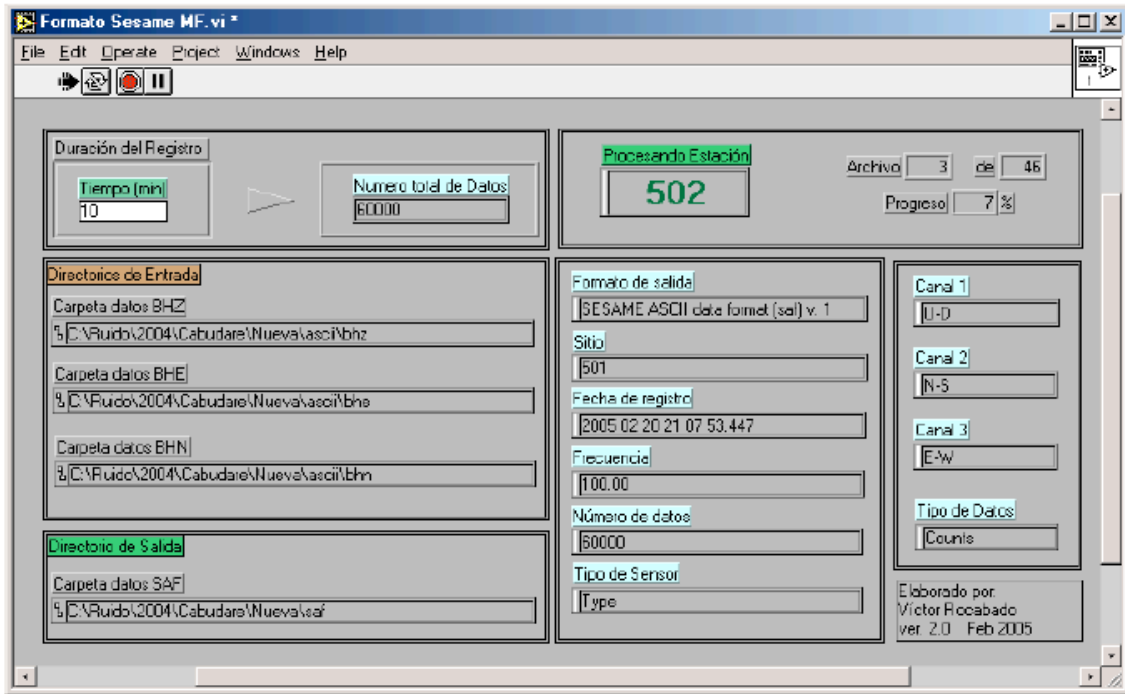 Formato Sesame MF.vi *
File Edit Operate Project Windows Help
1
Duración del Registro
Tiempo (min)
10
Numero total de Datos
60000
Procesando Estación
502
Archivo 3 de 46
Progreso 7 %
Directorios de Entrada
Carpeta datos BHZ
C:\Ruido\2004\Cabudare\Nueva\ascii\bhz
Carpeta datos BHE
C:\Ruido\2004\Cabudare\Nueva\ascii\bhe
Carpeta datos BHN
C:\Ruido\2004\Cabudare\Nueva\ascii\bhn
Directorio de Salida
Carpeta datos SAF
C:\Ruido\2004\Cabudare\Nueva\saf
Formato de salida
SESAME ASCII data format (saf) v. 1
Sitio
501
Fecha de registro
2005 02 20 21 07 53.447
Frecuencia
100.00
Número de datos
60000
Tipo de Sensor
Type
Canal 1
U-D
Canal 2
N-S
Canal 3
E-W
Tipo de Datos
Counts
Elaborado por:
Víctor Rocabado
ver. 2.0 Feb 2005